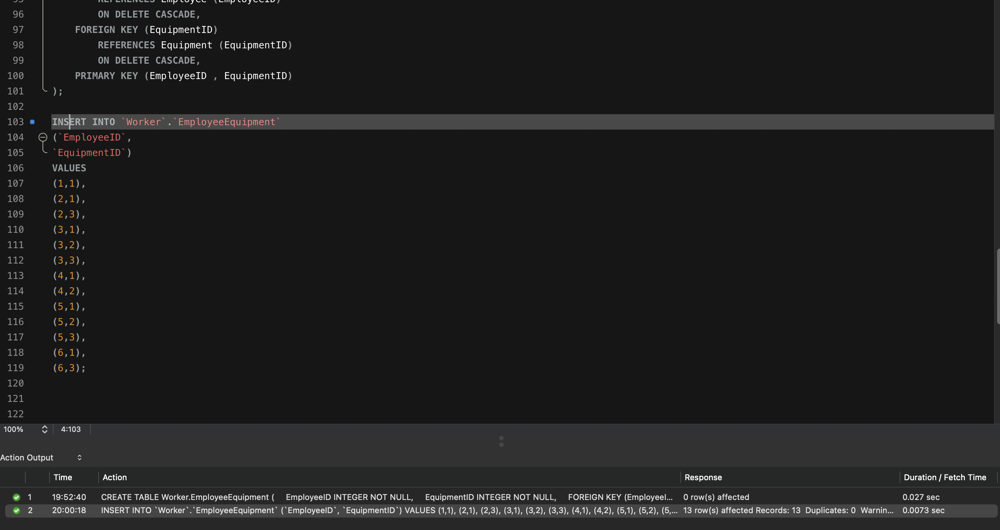 95 REFERENCES Employee (EmployeeID)
96 ON DELETE CASCADE,
97 FOREIGN KEY (EquipmentID)
98 REFERENCES Equipment (EquipmentID)
99 ON DELETE CASCADE,
100 PRIMARY KEY (EmployeeID , EquipmentID)
101 );
102
103 INSERT INTO `Worker`.`EmployeeEquipment`
104 (`EmployeeID`,
105 `EquipmentID`)
106 VALUES
107 (1,1),
108 (2,1),
109 (2,3),
110 (3,1),
111 (3,2),
112 (3,3),
113 (4,1),
114 (4,2),
115 (5,1),
116 (5,2),
117 (5,3),
118 (6,1),
119 (6,3);
120
121
122
100% 4:103
Action Output
Time Action Response Duration / Fetch Time
1 19:52:40 CREATE TABLE Worker.EmployeeEquipment ( EmployeeID INTEGER NOT NULL, EquipmentID INTEGER NOT NULL, FOREIGN KEY (EmployeeI... 0 row(s) affected 0.027 sec
2 20:00:18 INSERT INTO `Worker`.`EmployeeEquipment` (`EmployeeID`, `EquipmentID`) VALUES (1,1), (2,1), (2,3), (3,1), (3,2), (3,3), (4,1), (4,2), (5,1), (5,2), (5,... 13 row(s) affected Records: 13 Duplicates: 0 Warnin... 0.0073 sec